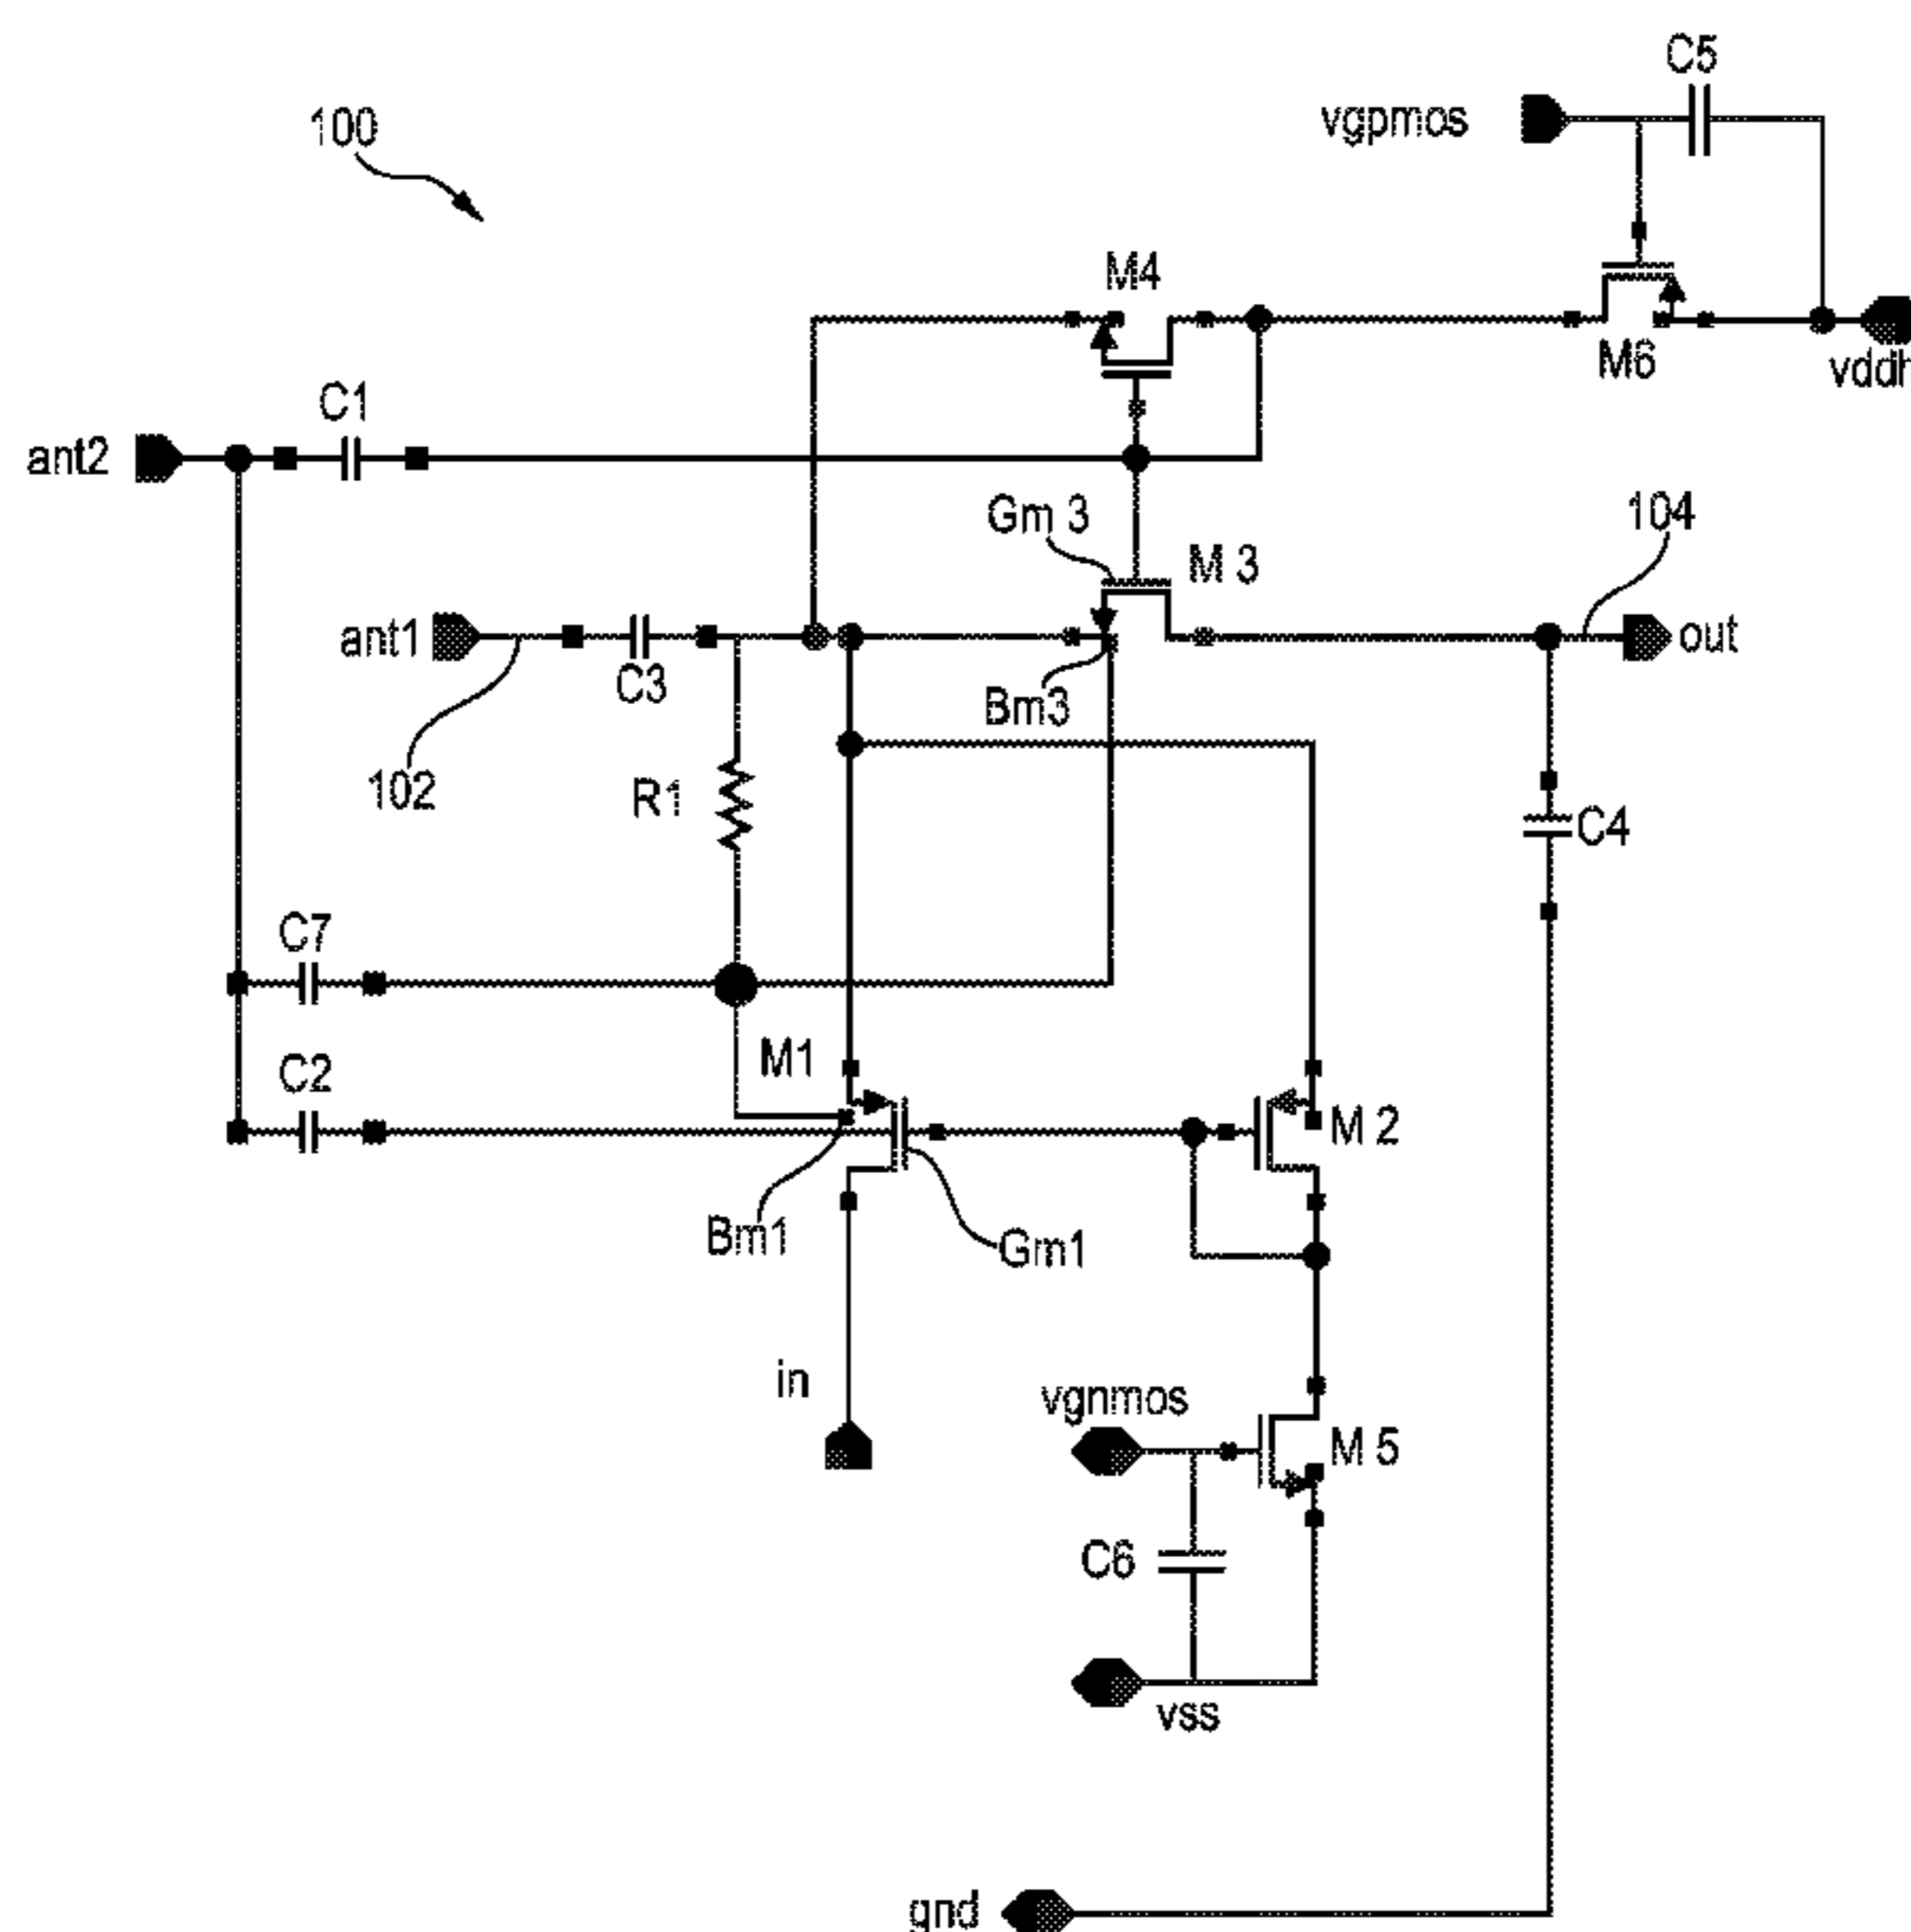 C5
100
vgpmos
M4
M6
vddh
C1
ant2
Gm 3
M 3
104
ant1
C3
out
Bm3
102
R1
C4
C7
M1
C2
M 2
Bm1
Gm1
in
vgnmos
M 5
C6
vss
gnd